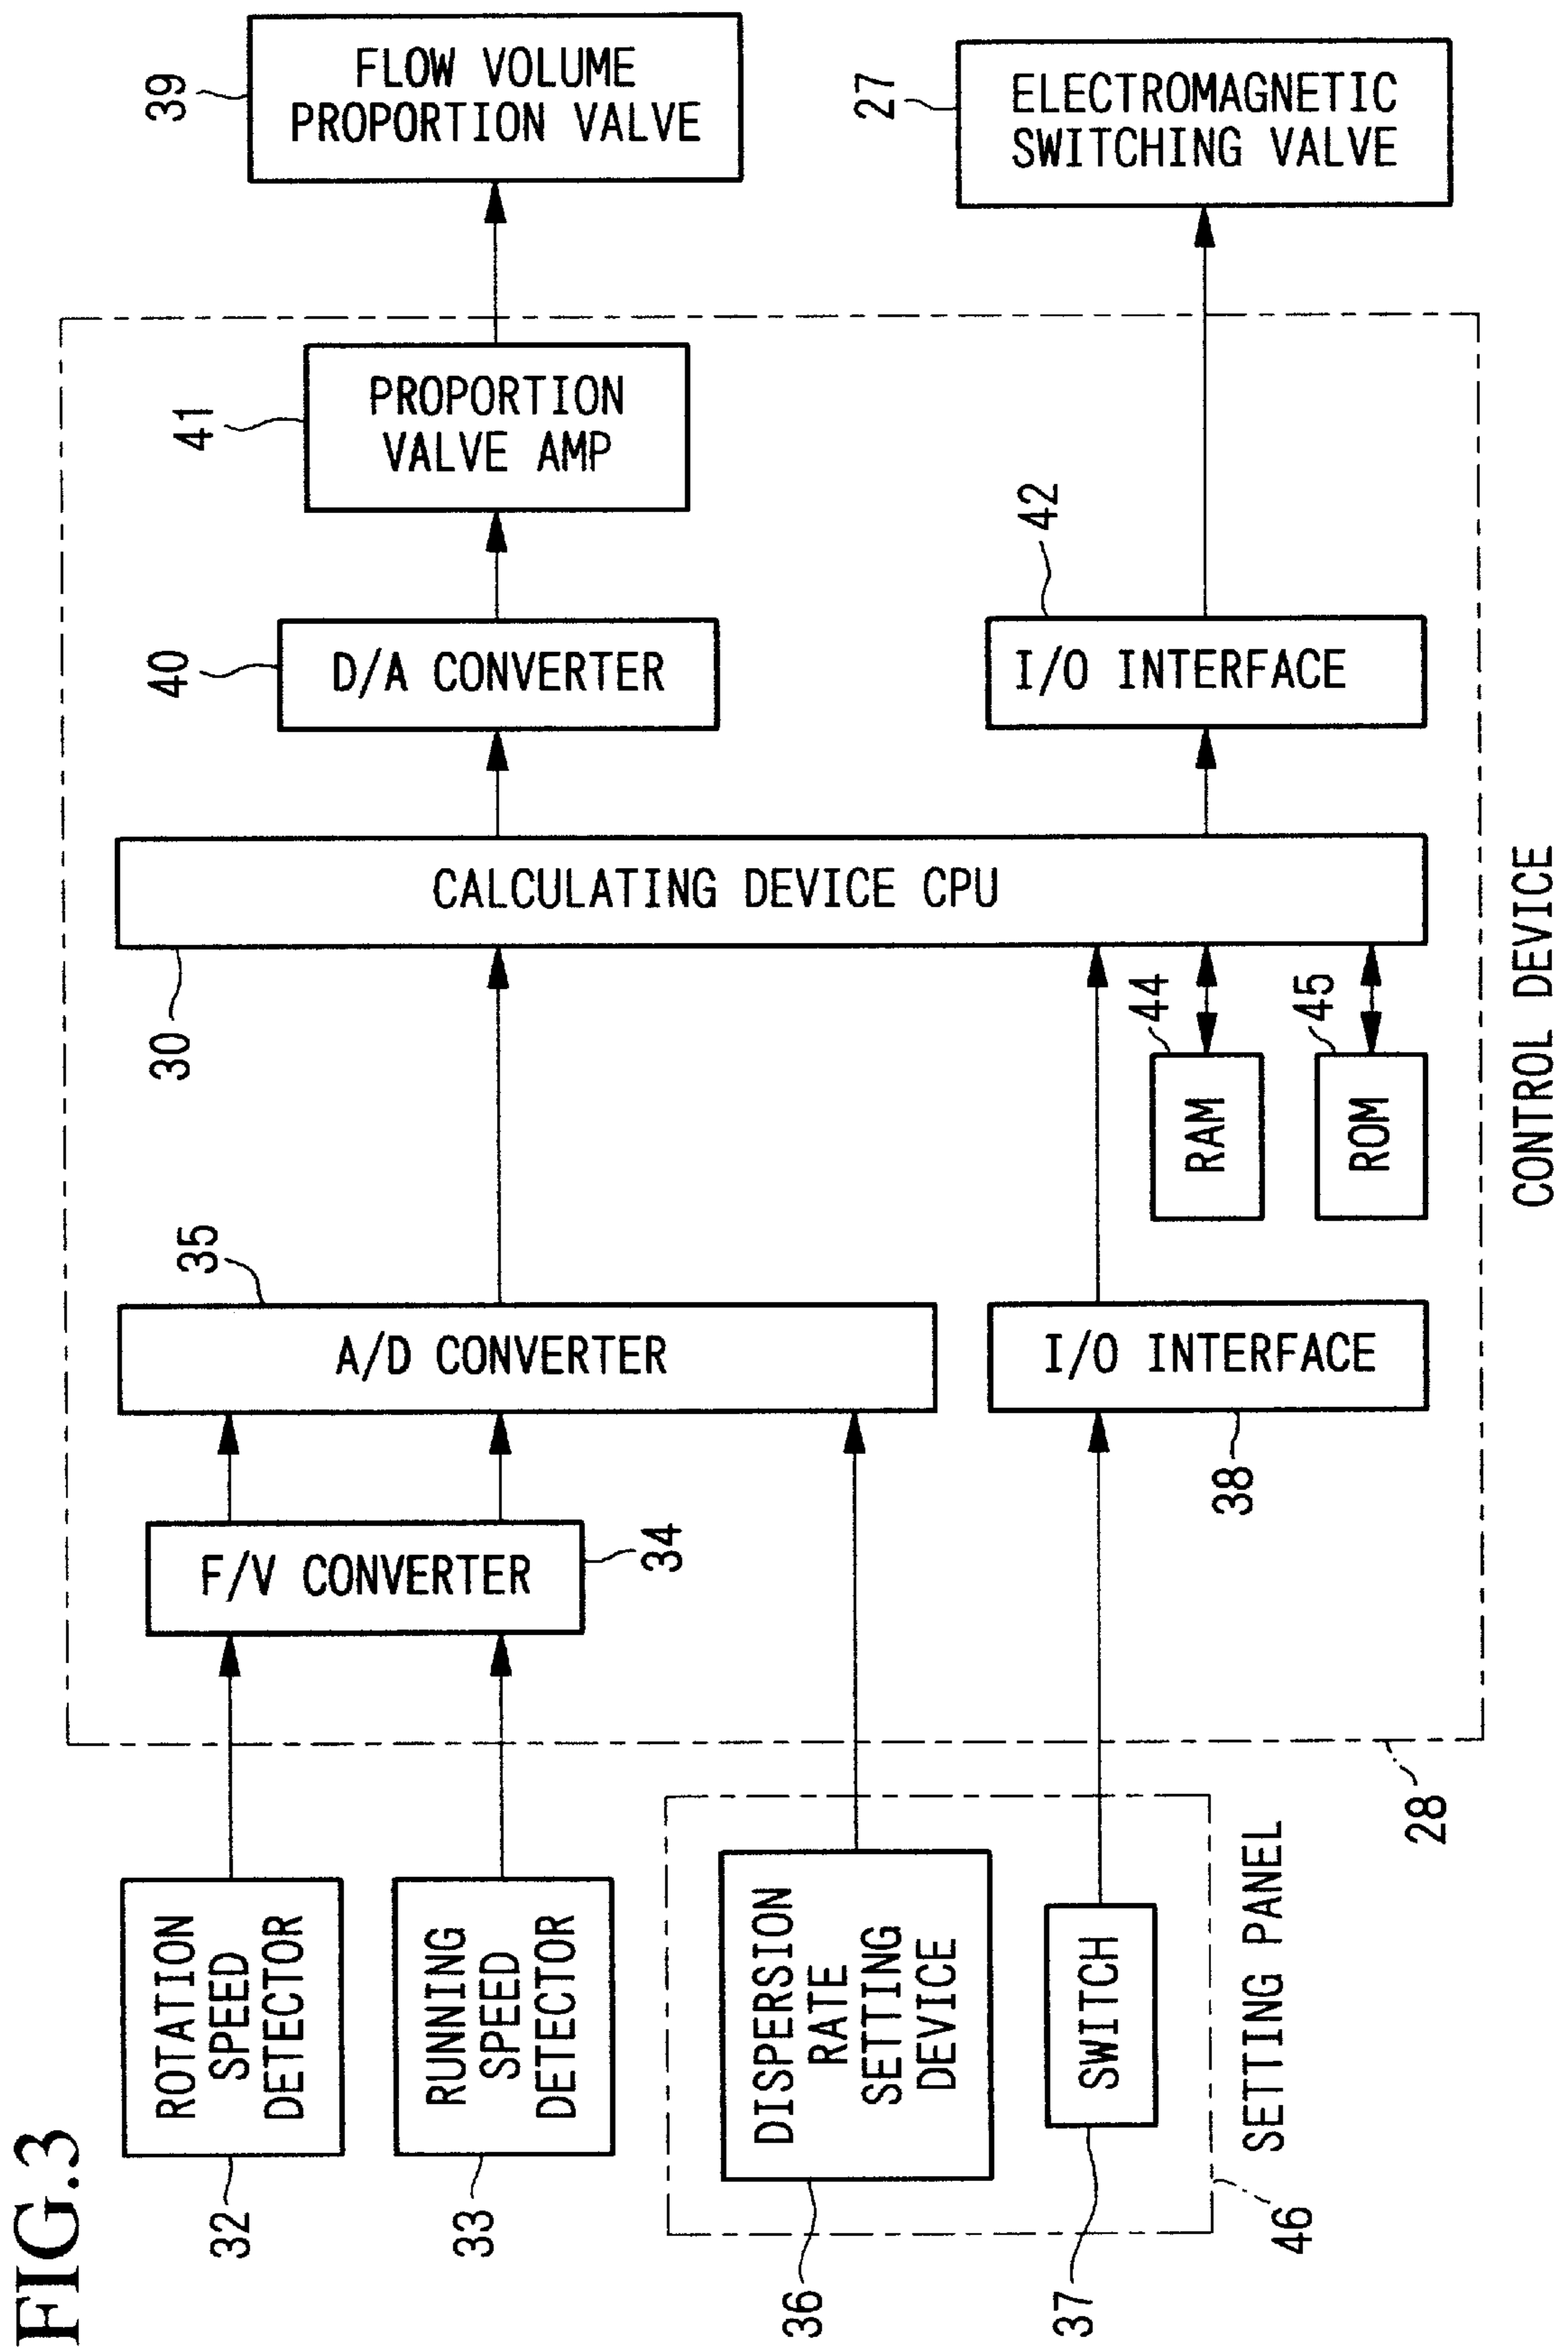 FIG.3
32
ROTATION
SPEED
DETECTOR
33
RUNNING
SPEED
DETECTOR
36
DISPERSION
RATE
SETTING
DEVICE
37
SWITCH
46
SETTING PANEL
28
F/V CONVERTER
34
35
A/D CONVERTER
I/O INTERFACE
38
30
CALCULATING DEVICE CPU
44
RAM
45
ROM
40
D/A CONVERTER
42
I/O INTERFACE
41
PROPORTION
VALVE AMP
39
FLOW VOLUME
PROPORTION VALVE
27
ELECTROMAGNETIC
SWITCHING VALVE
CONTROL DEVICE